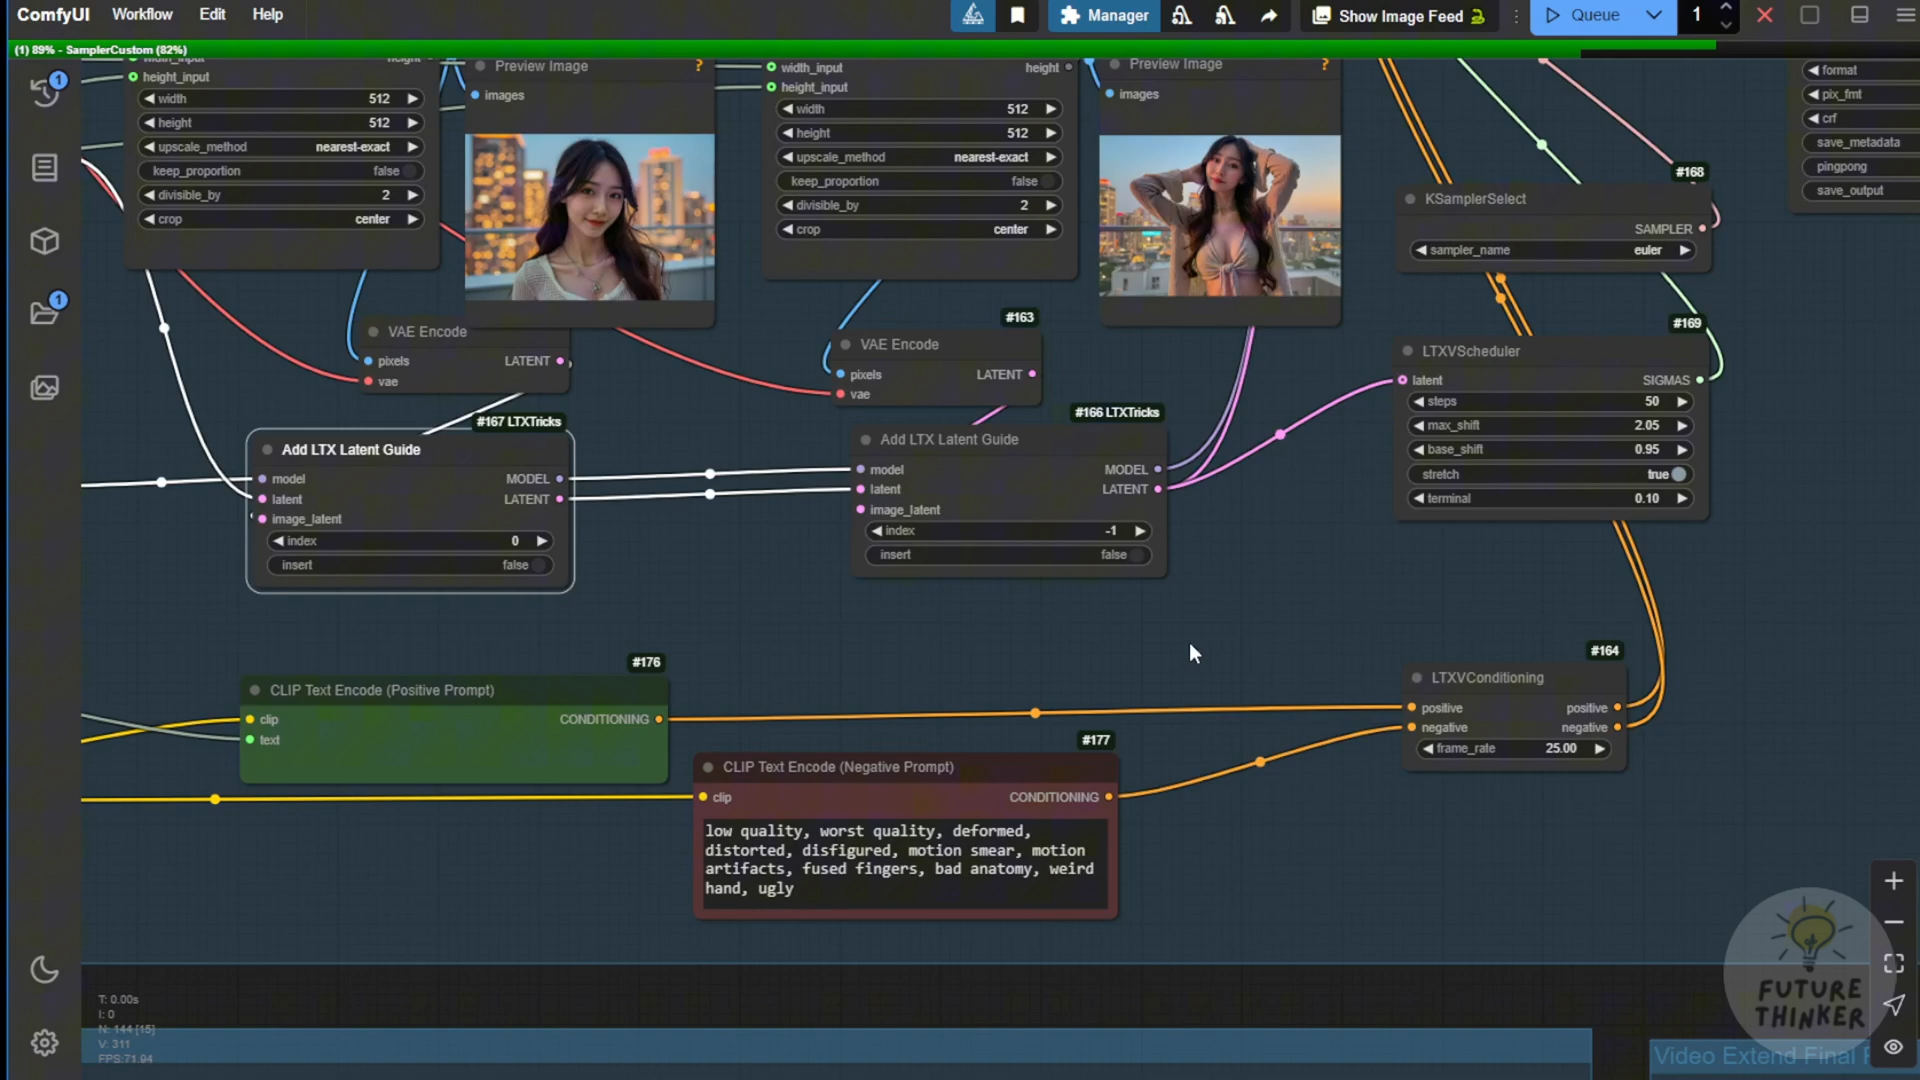 ComfyUI
Workflow
Edit
Help
Manager
Show Image Feed
Queue
1
(1) 89% - SamplerCustom (82%)
1
1
height_input
width 512
height 512
upscale_method nearest-exact
keep_proportion false
divisible_by 2
crop center
Preview Image ?
images
width_input height
height_input
width 512
height 512
upscale_method nearest-exact
keep_proportion false
divisible_by 2
crop center
Preview Image ?
images
format
pix_fmt
crf
save_metadata
pingpong
save_output
#168
KSamplerSelect
SAMPLER
sampler_name euler
VAE Encode
pixels LATENT
vae
#163
VAE Encode
pixels LATENT
vae
#169
LTXVScheduler
latent SIGMAS
steps 50
max_shift 2.05
base_shift 0.95
stretch true
terminal 0.10
#167 LTXTricks
Add LTX Latent Guide
model MODEL
latent LATENT
image_latent
index 0
insert false
#166 LTXTricks
Add LTX Latent Guide
model MODEL
latent LATENT
image_latent
index -1
insert false
#176
CLIP Text Encode (Positive Prompt)
clip CONDITIONING
text
#177
CLIP Text Encode (Negative Prompt)
clip CONDITIONING
low quality, worst quality, deformed,
distorted, disfigured, motion smear, motion
artifacts, fused fingers, bad anatomy, weird
hand, ugly
#164
LTXVConditioning
positive positive
negative negative
frame_rate 25.00
T: 0.00s
I: 0
N: 144 [15]
V: 311
FPS:71.94
FUTURE
THINKER
Video Extend Final